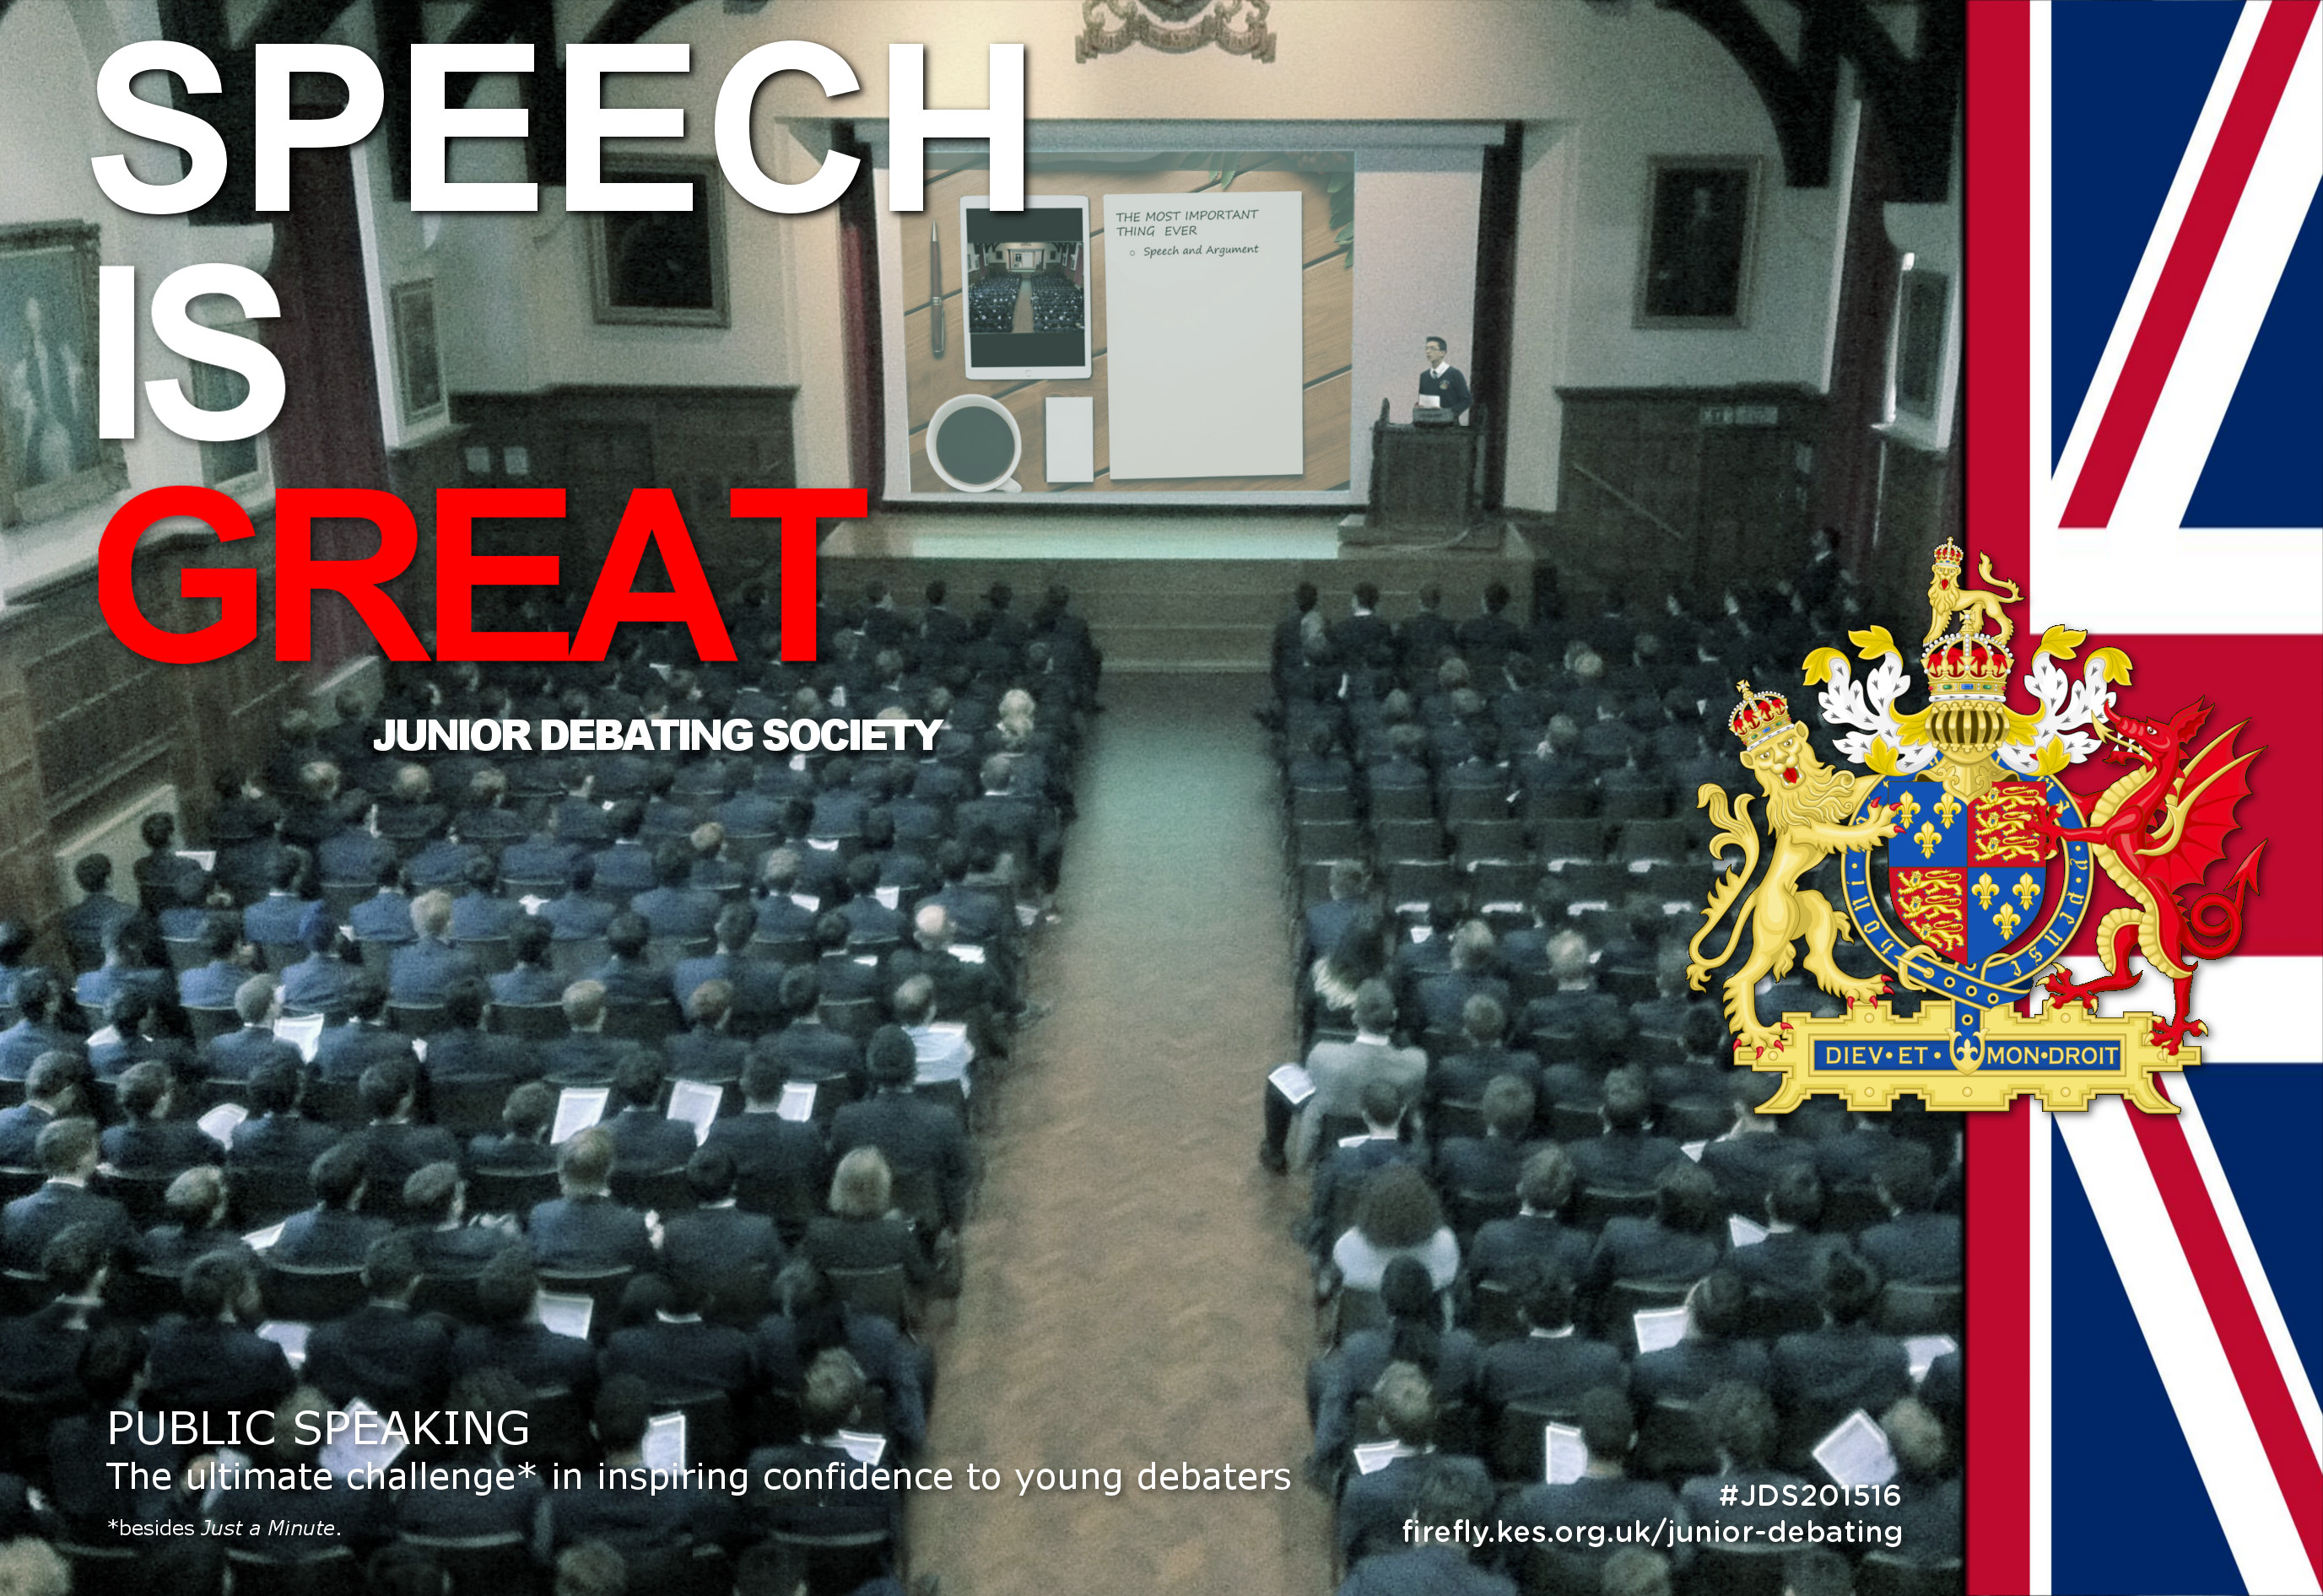 SPEECH
IS
GREAT
JUNIOR DEBATING SOCIETY
THE MOST IMPORTANT
THING EVER
Speech and Argument
DIEV•ET• MON•DROIT
PUBLIC SPEAKING
The ultimate challenge* in inspiring confidence to young debaters
*besides Just a Minute.
#JDS201516
firefly.kes.org.uk/junior-debating